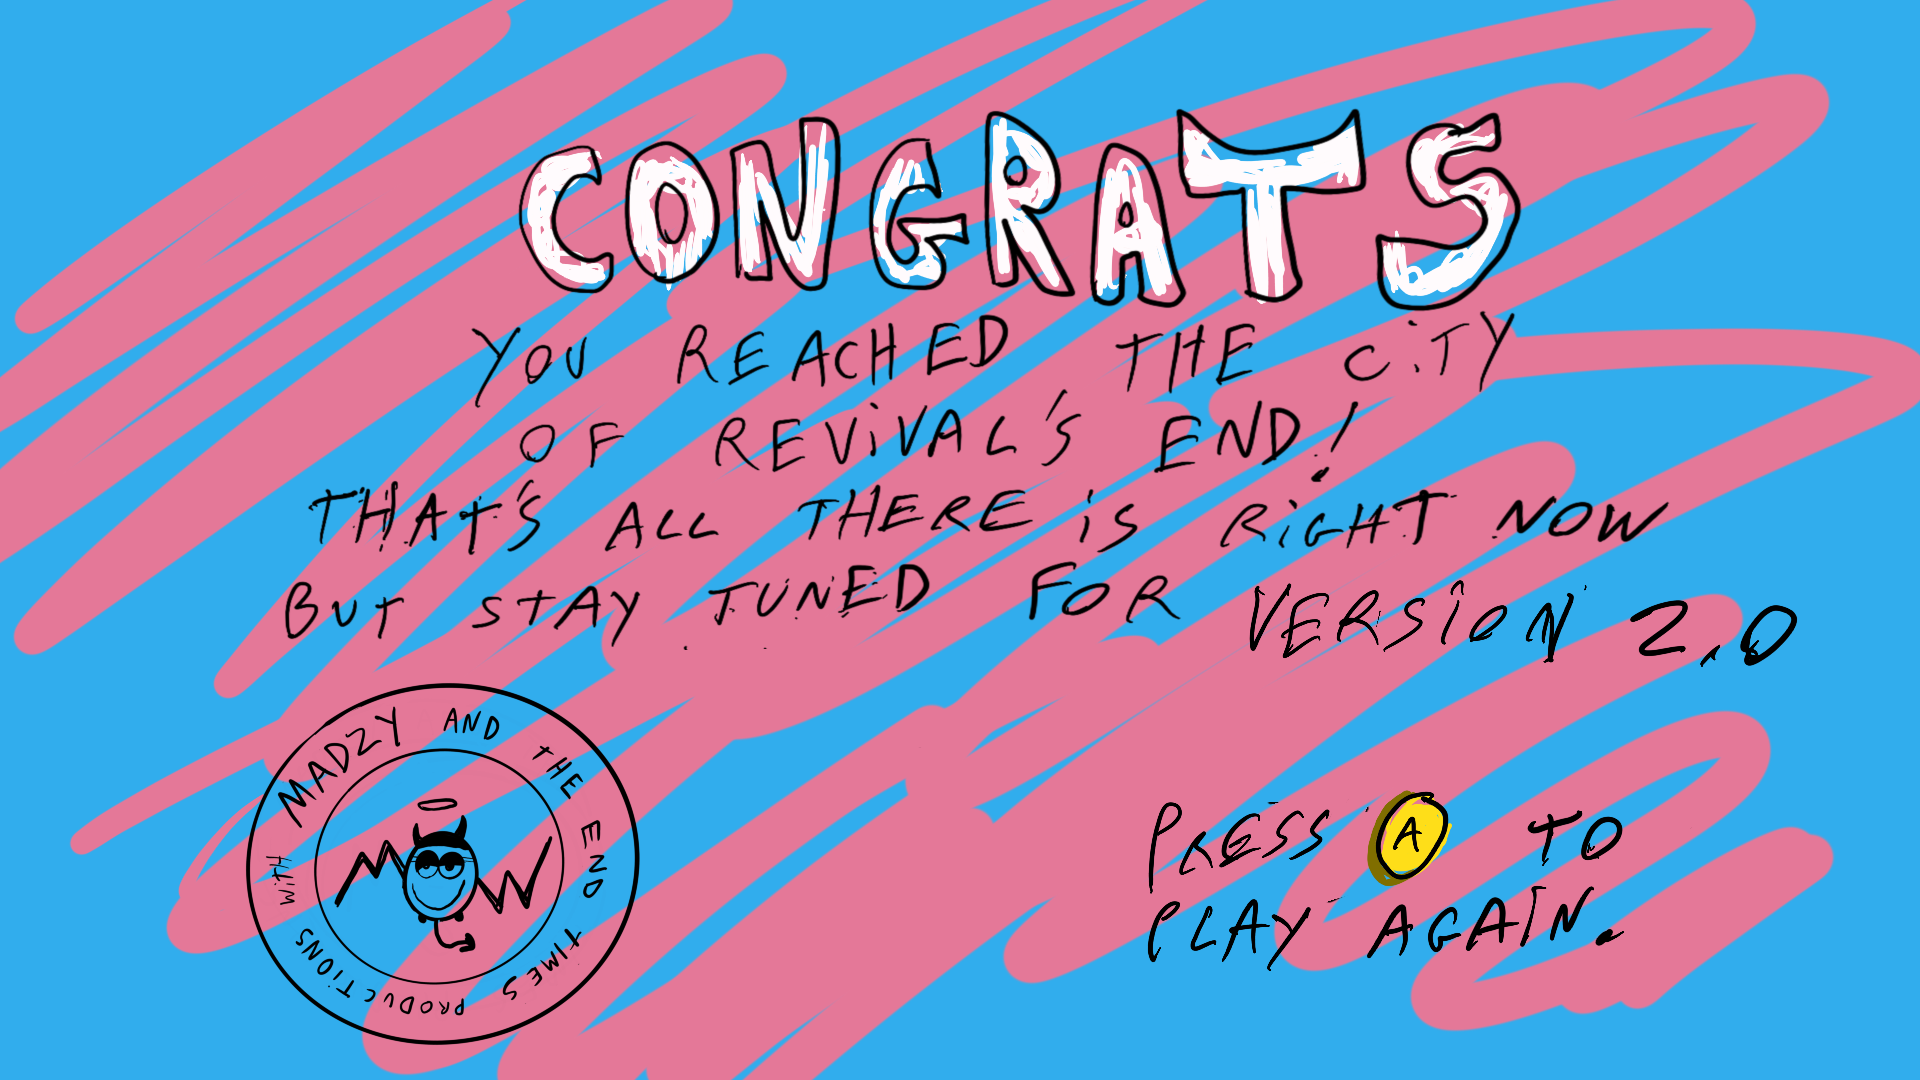 CONGRATS
YOU REACHED THE CiTY
OF REViVAL'S END!
THAT'S ALL THERE iS RiGHT NOW
BUT STAY TUNED FOR VERSiON 2.0
MADZY AND THE END TIMES PRODUCTIONS WiTH
PRESS A TO
PLAY AGAIN.